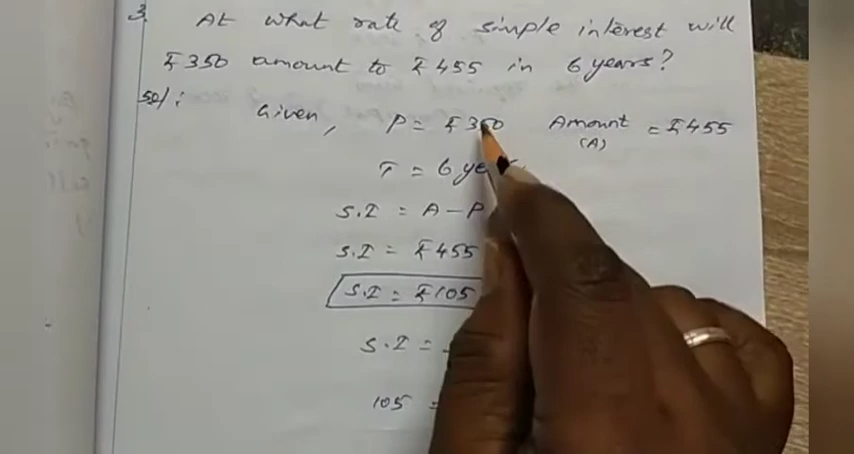 3. At what rate of simple interest will
₹350 amount to ₹455 in 6 years?
Sol:
Given, P = ₹350 Amount = ₹455
(A)
T = 6
S.I = A - P
S.I = ₹455
S.I = ₹105
S.I =
105 =